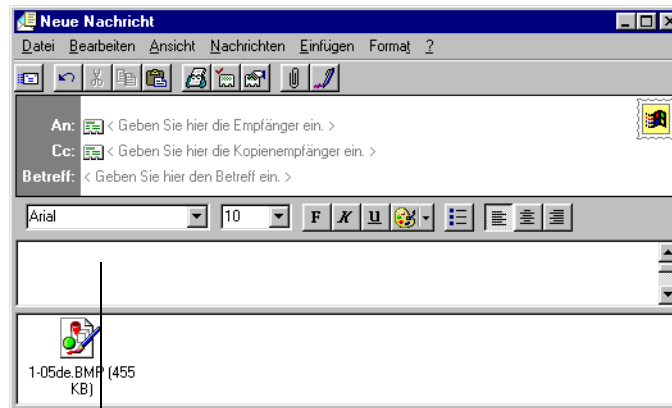 Neue Nachricht
Datei Bearbeiten Ansicht Nachrichten Einfügen Format ?
An: < Geben Sie hier die Empfänger ein. >
Cc: < Geben Sie hier die Kopienempfänger ein. >
Betreff: < Geben Sie hier den Betreff ein. >
Arial 10 F K U
1-05de.BMP (455
KB)